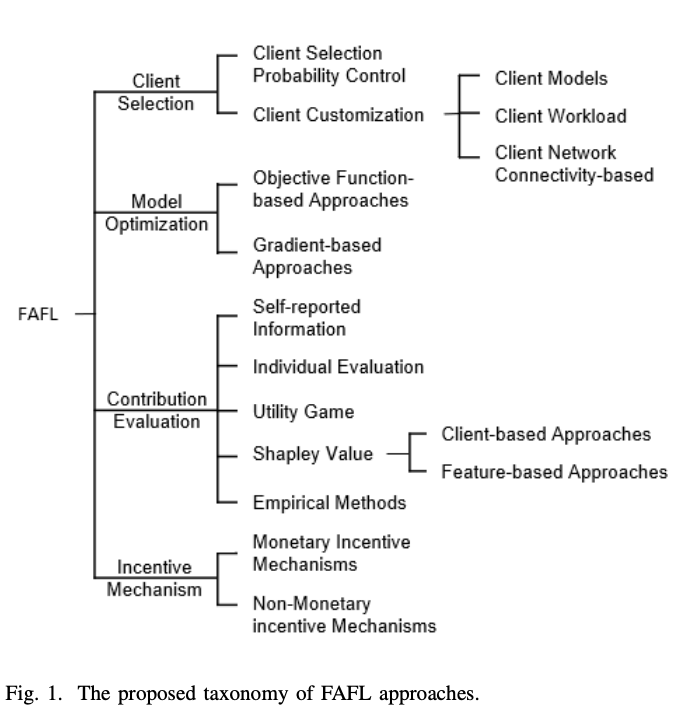 FAFL
Client
Selection
Client Selection
Probability Control
Client Customization
Client Models
Client Workload
Client Network
Connectivity-based
Model
Optimization
Objective Function-
based Approaches
Gradient-based
Approaches
Contribution
Evaluation
Self-reported
Information
Individual Evaluation
Utility Game
Shapley Value
Client-based Approaches
Feature-based Approaches
Empirical Methods
Incentive
Mechanism
Monetary Incentive
Mechanisms
Non-Monetary
incentive Mechanisms
Fig. 1. The proposed taxonomy of FAFL approaches.